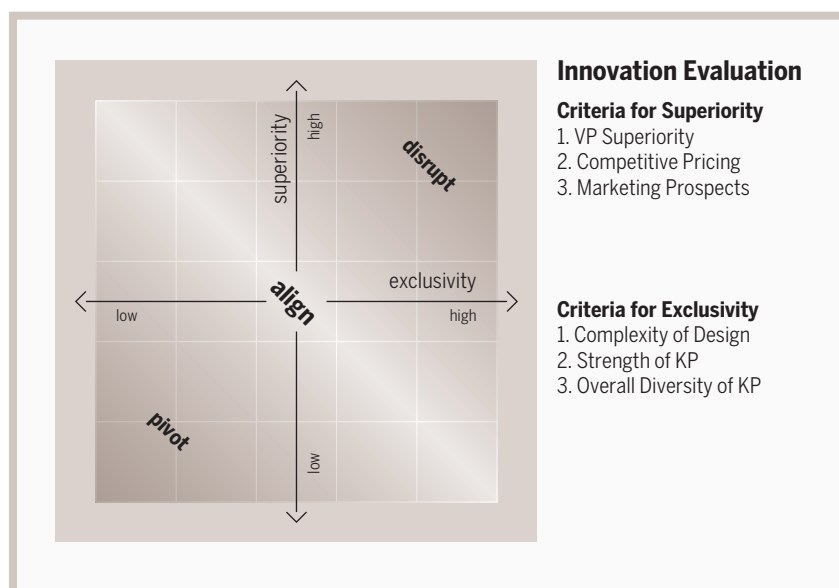 superiority
high
disrupt
align
exclusivity
low
high
pivot
low
Innovation Evaluation
Criteria for Superiority
1. VP Superiority
2. Competitive Pricing
3. Marketing Prospects
Criteria for Exclusivity
1. Complexity of Design
2. Strength of KP
3. Overall Diversity of KP